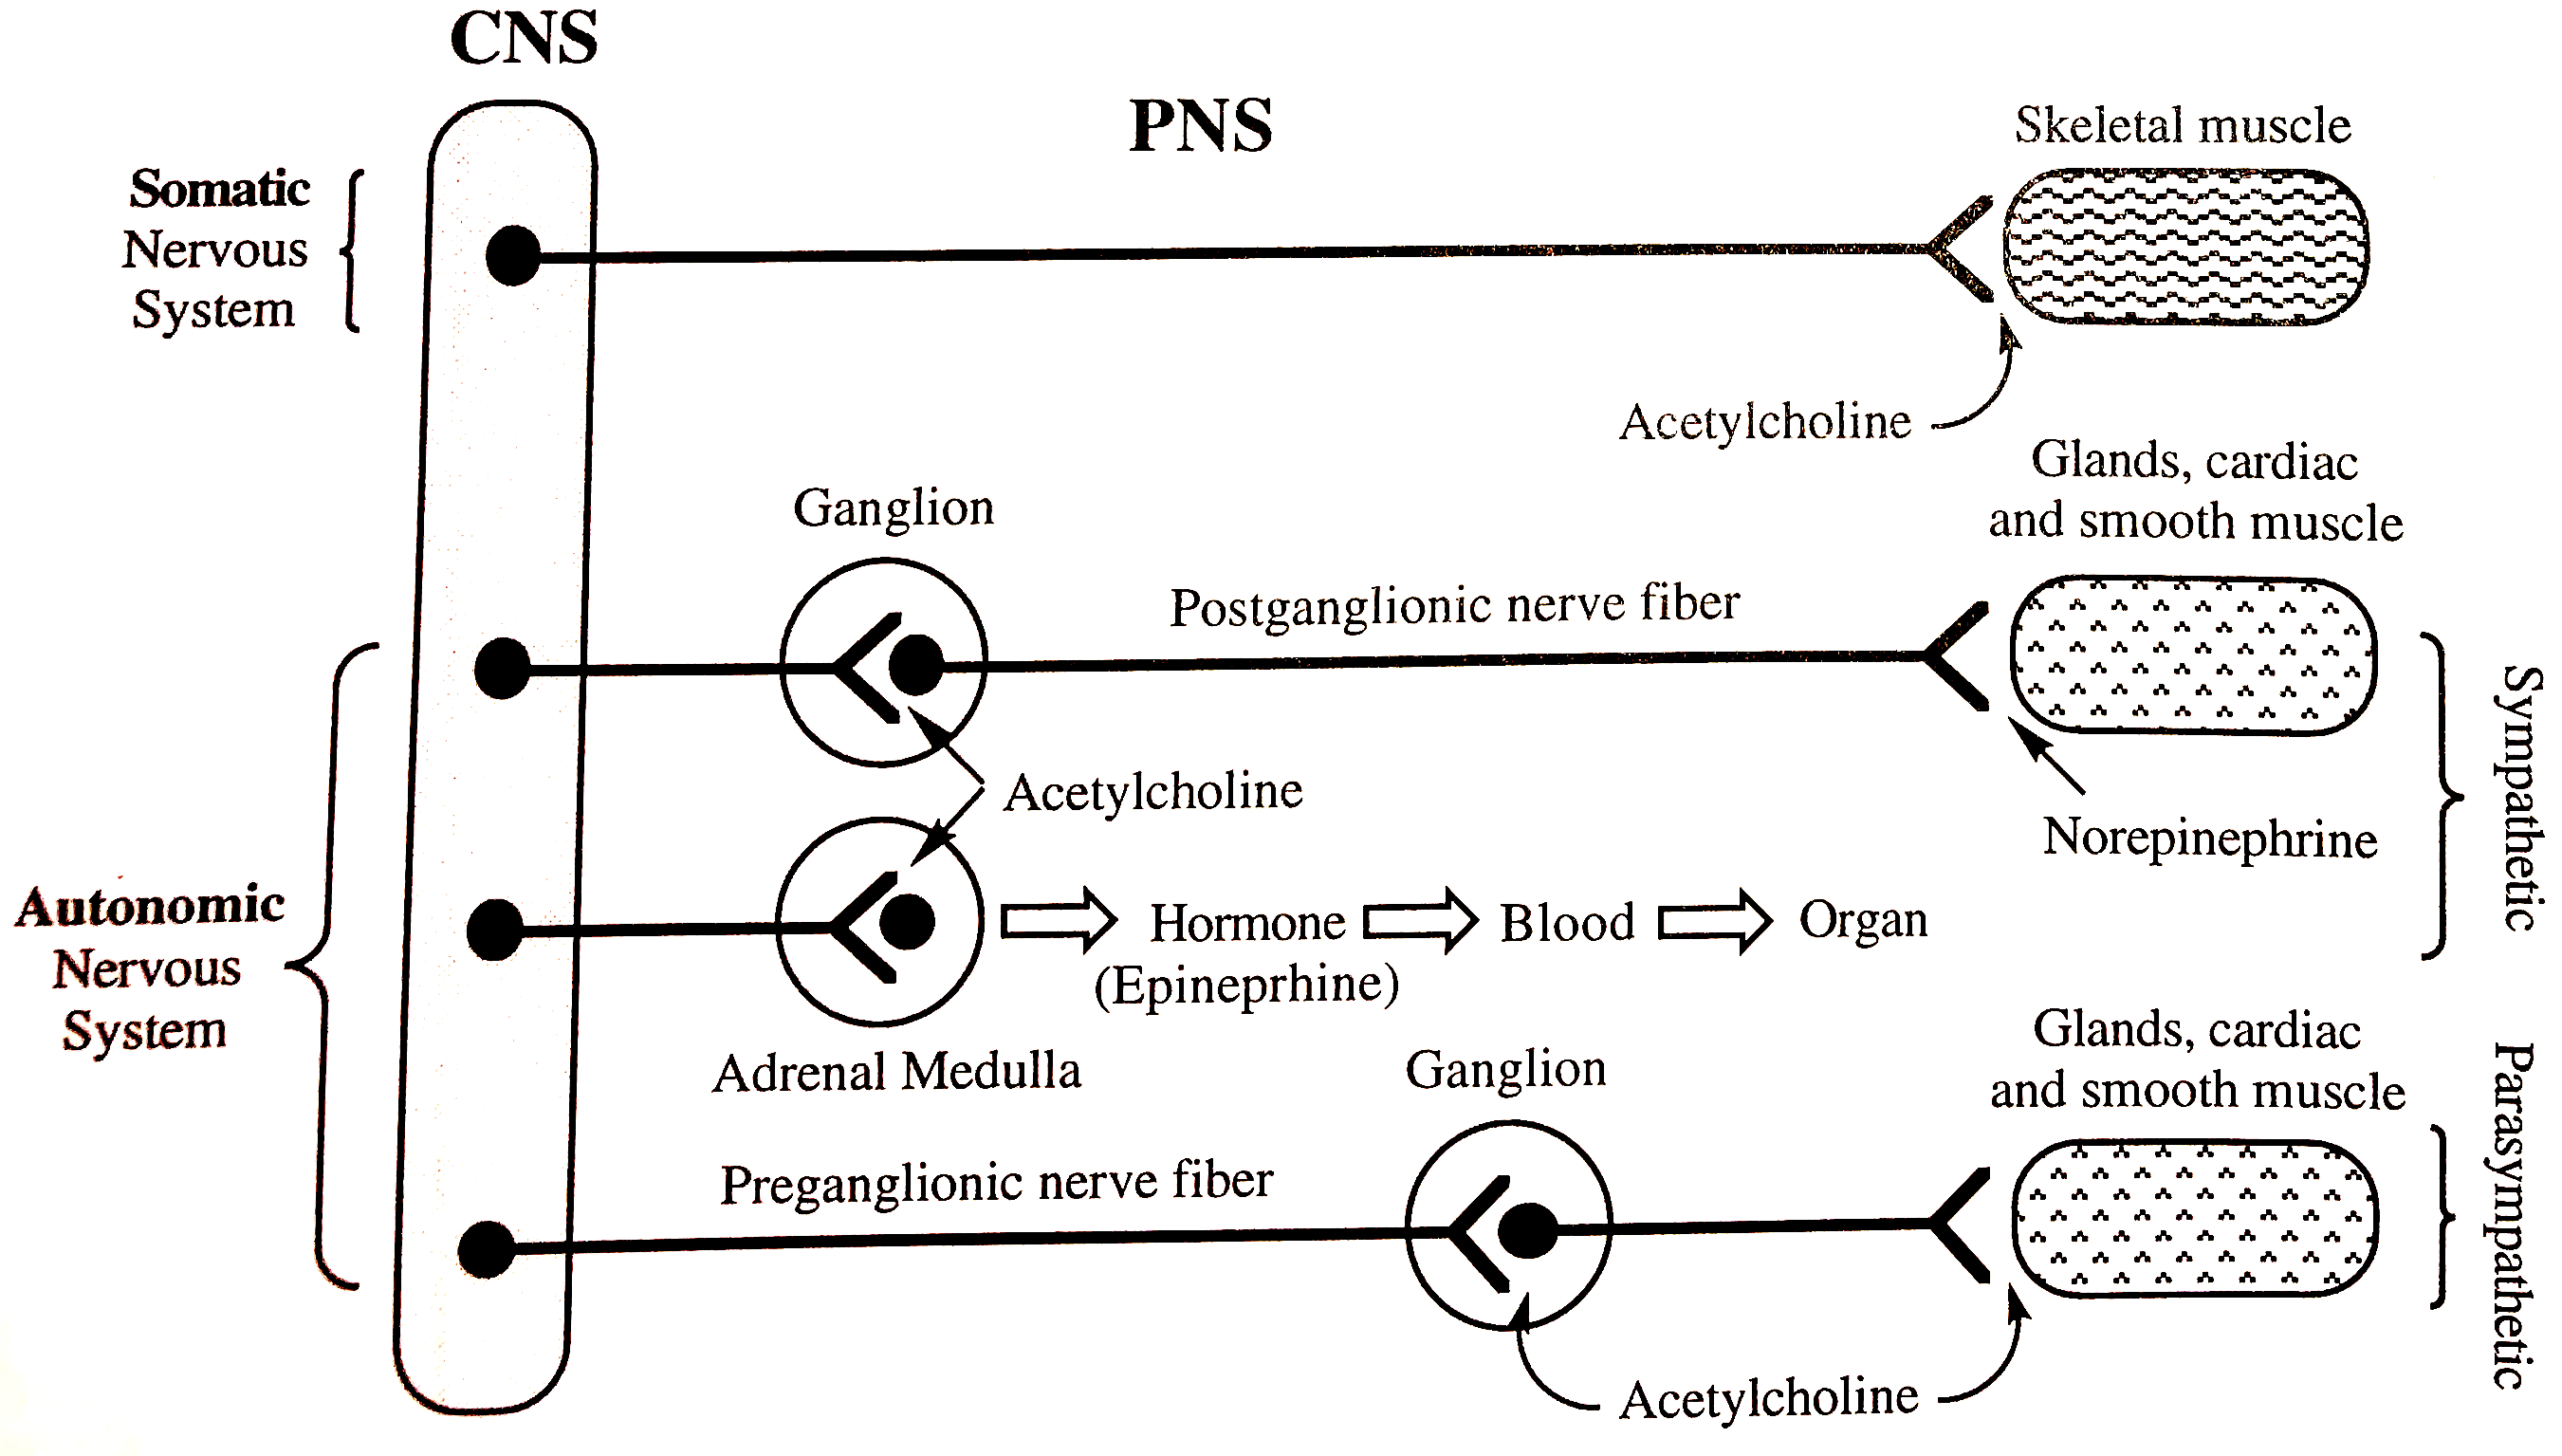 CNS
PNS
Somatic
Nervous
System
Skeletal muscle
Acetylcholine
Glands, cardiac
and smooth muscle
Ganglion
Postganglionic nerve fiber
Acetylcholine
Norepinephrine
Sympathetic
Autonomic
Nervous
System
Hormone
(Epineprhine)
Blood
Organ
Adrenal Medulla
Ganglion
Glands, cardiac
and smooth muscle
Preganglionic nerve fiber
Parasympathetic
Acetylcholine